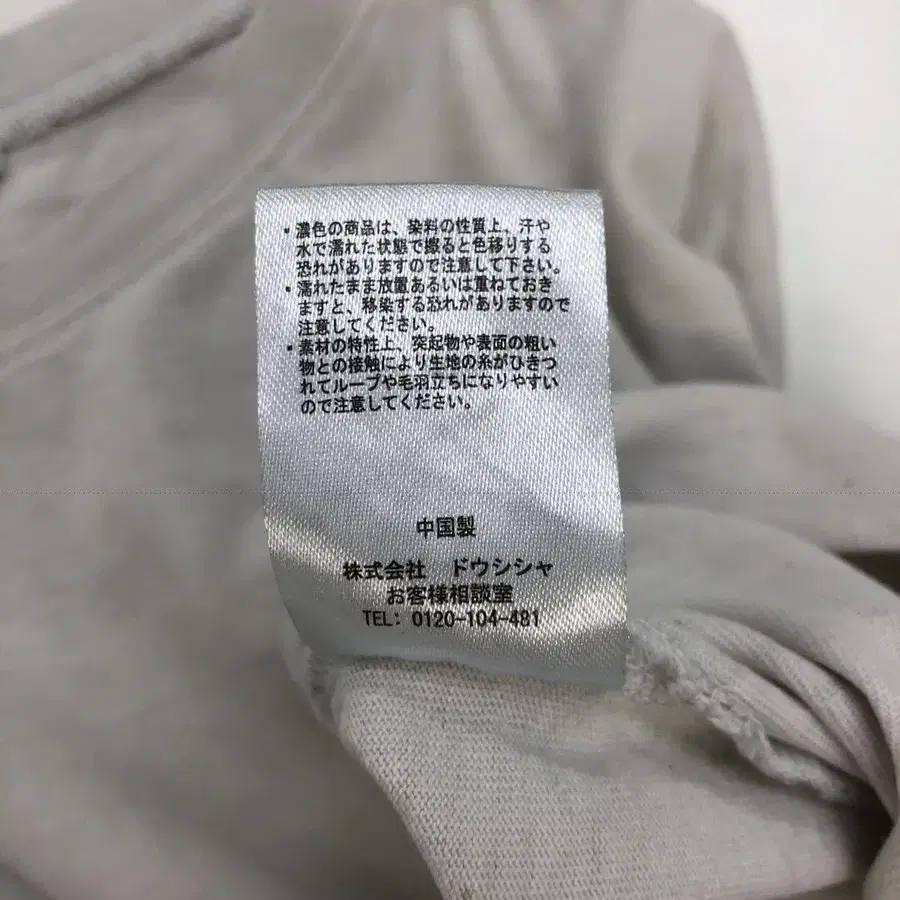 ・濃色の商品は、染料の性質上、汗や
水で濡れた状態で擦ると色移りする
恐れがありますので注意して下さい。
・濡れたまま放置あるいは重ねておき
ますと、移染する恐れがありますので
注意してください。
・素材の特性上、突起物や表面の粗い
物との接触により生地の糸がひきつ
れてループや毛羽立ちになりやすい
ので注意してください。
中国製
株式会社 ドウシシャ
お客様相談室
TEL: 0120-104-481